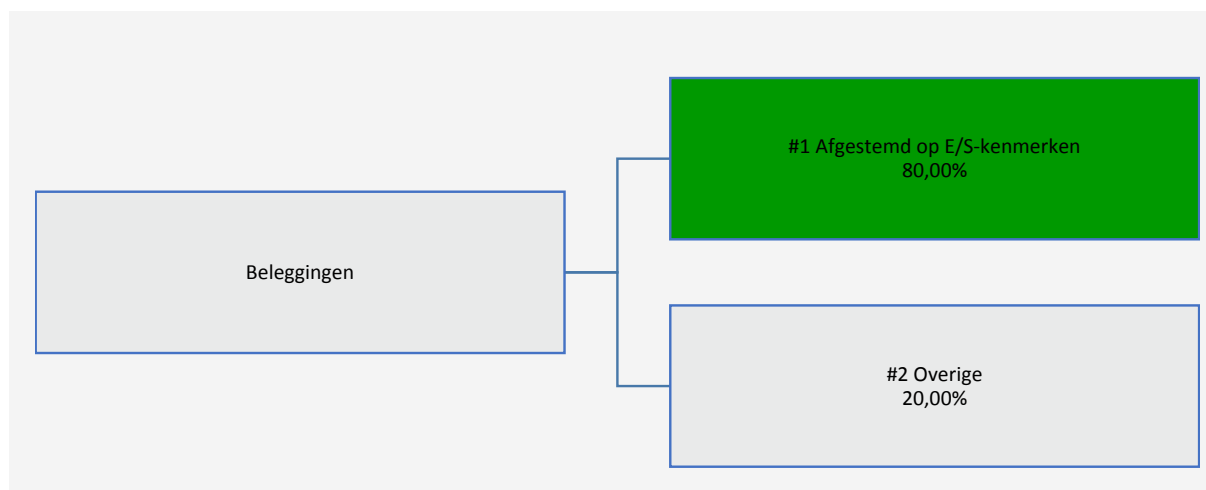 #1 Afgestemd op E/S-kenmerken
80,00%
Beleggingen
#2 Overige
20,00%